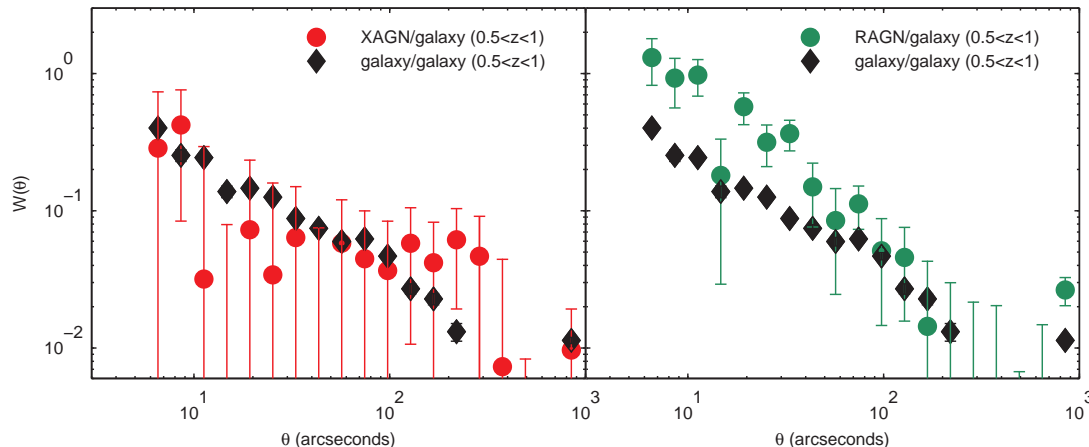 XAGN/galaxy (0.5<z<1)
galaxy/galaxy (0.5<z<1)
RAGN/galaxy (0.5<z<1)
galaxy/galaxy (0.5<z<1)
10^0
10^−1
10^−2
W(θ)
10^1
10^2
10^3
10^1
10^2
10^3
θ (arcseconds)
θ (arcseconds)